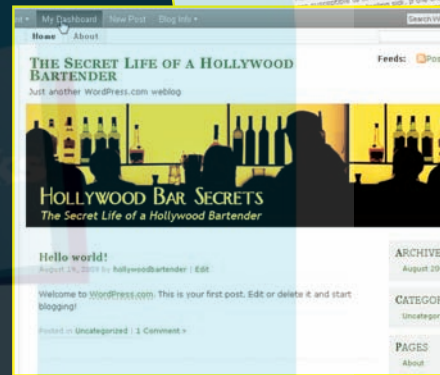 My Dashboard New Post Blog Info
Home About
THE SECRET LIFE OF A HOLLYWOOD
BARTENDER
Just another WordPress.com weblog
Feeds: Pos
HOLLYWOOD BAR SECRETS
The Secret Life of a Hollywood Bartender
Hello world!
August 24, 2009 by hollywoodbartender | Edit
Welcome to WordPress.com. This is your first post. Edit or delete it and start
blogging!
Posted in Uncategorized | 1 Comment »
ARCHIVE
August 20
CATEGOR
Uncategor
PAGES
About